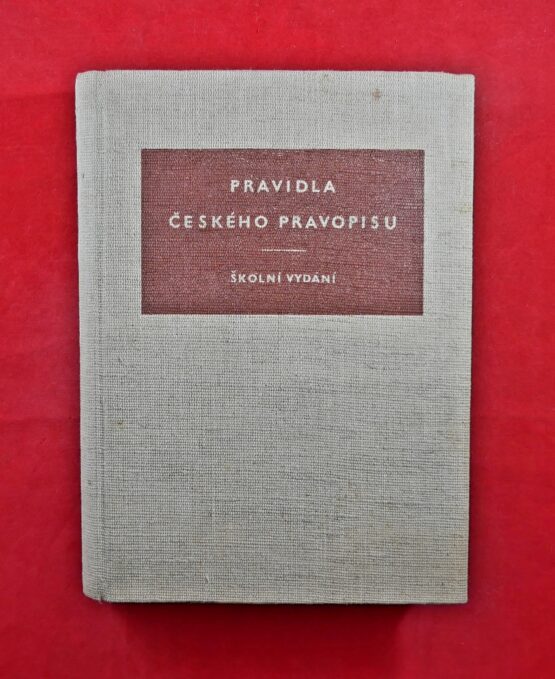 PRAVIDLA
ČESKÉHO PRAVOPISU
ŠKOLNÍ VYDÁNÍ